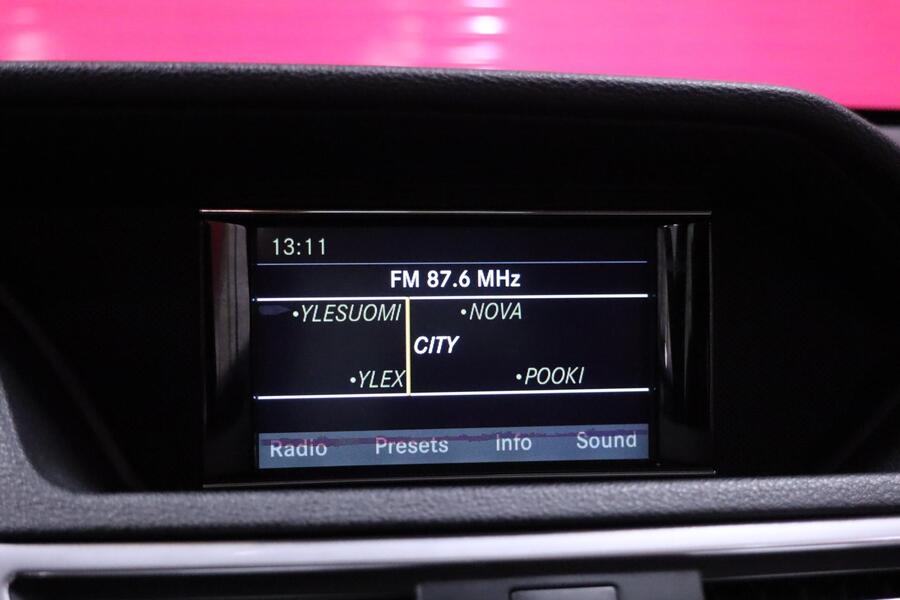 13:11
FM 87.6 MHz
•YLESUOMI •NOVA
CITY
•YLEX •POOKI
Radio Presets Info Sound